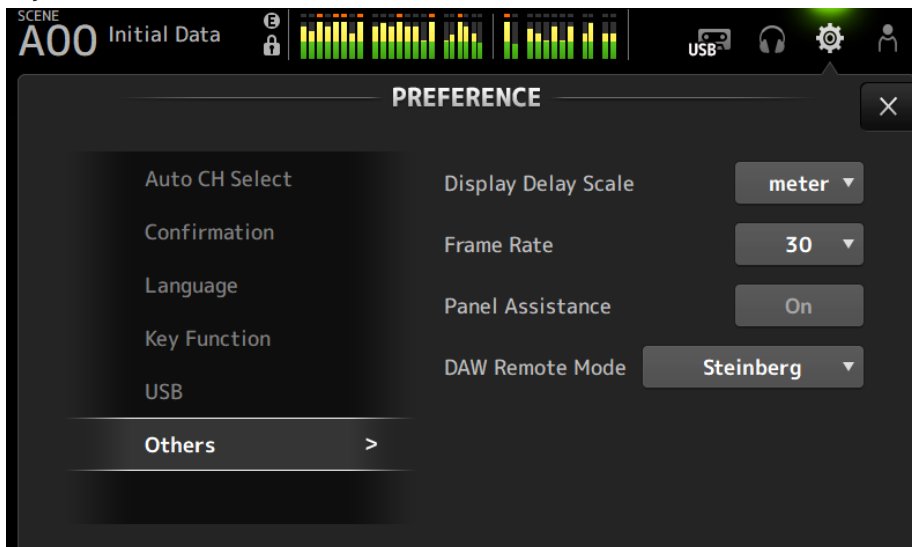 SCENE
A00 Initial Data
E
USB
PREFERENCE
Auto CH Select
Confirmation
Language
Key Function
USB
Others >
Display Delay Scale meter
Frame Rate 30
Panel Assistance On
DAW Remote Mode Steinberg